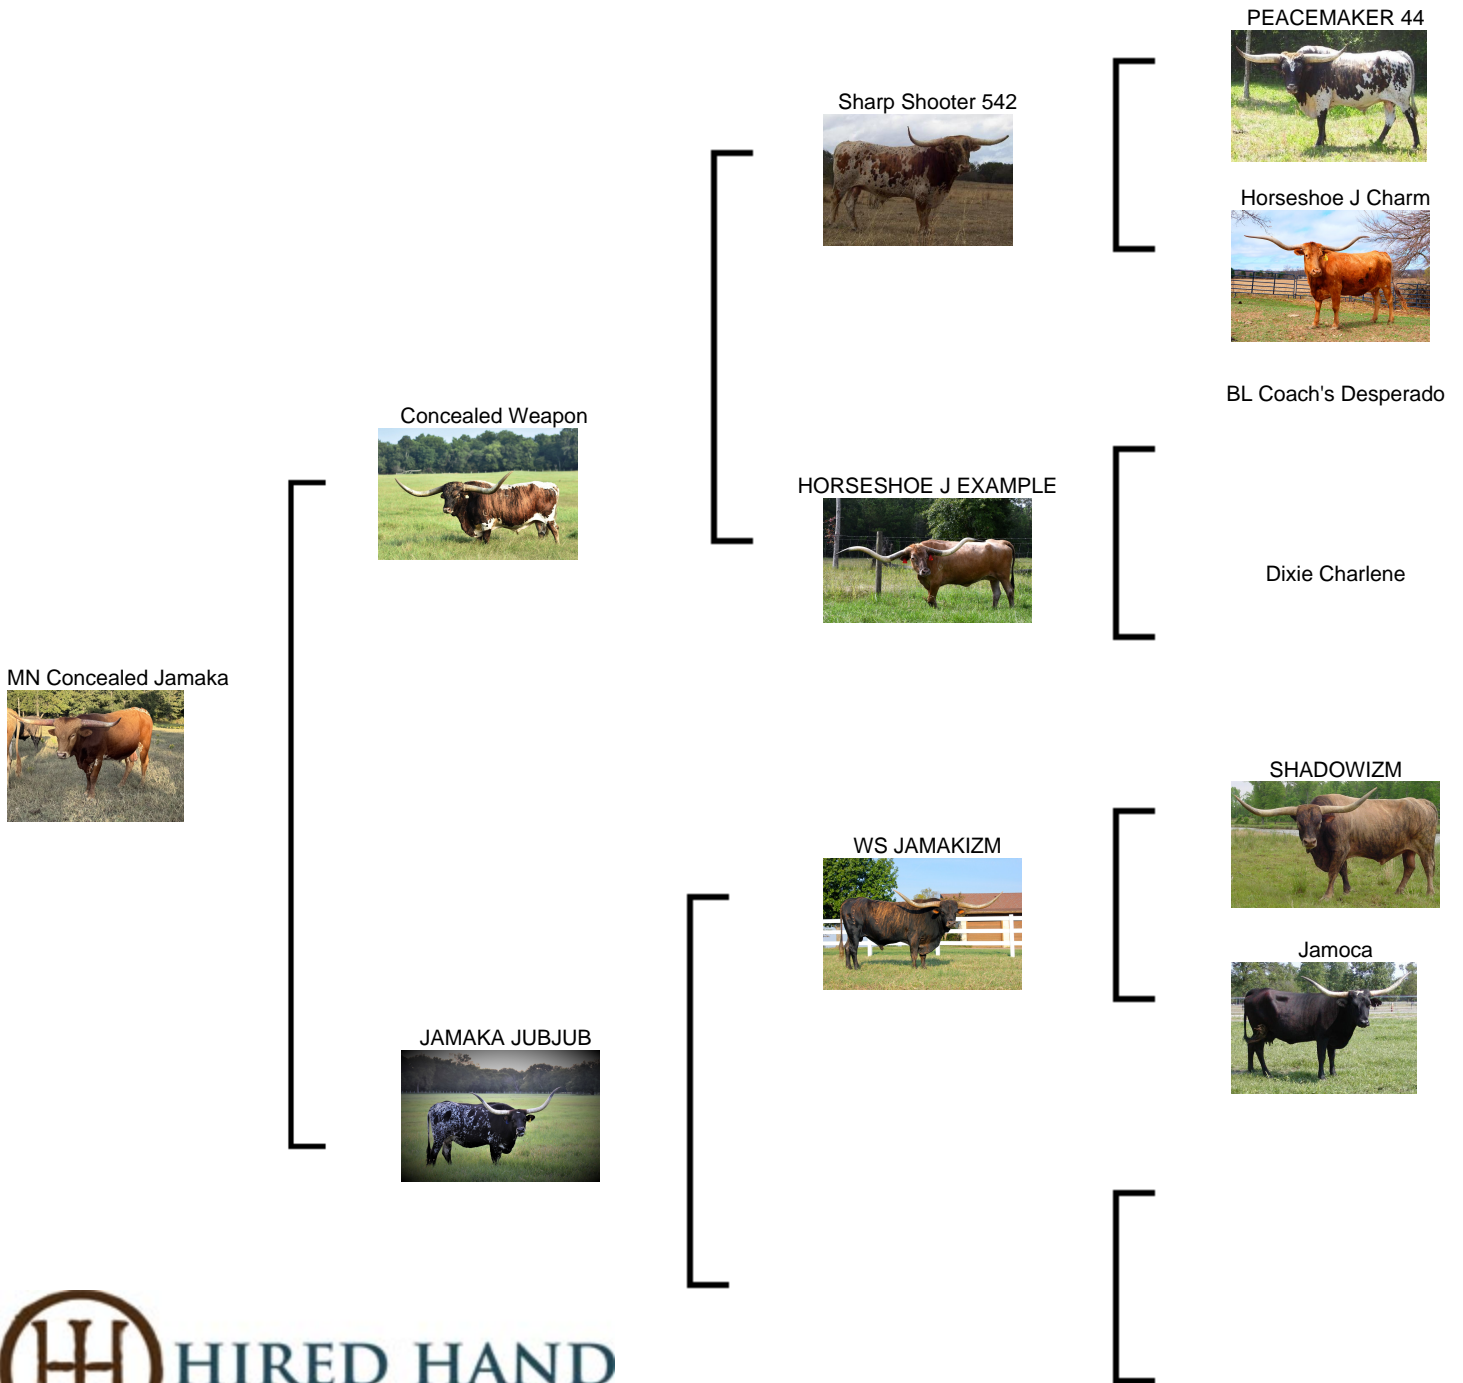 PEACEMAKER 44
Sharp Shooter 542
Horseshoe J Charm
BL Coach's Desperado
Concealed Weapon
HORSESHOE J EXAMPLE
Dixie Charlene
MN Concealed Jamaka
SHADOWIZM
WS JAMAKIZM
Jamoca
JAMAKA JUBJUB
HIRED HAND